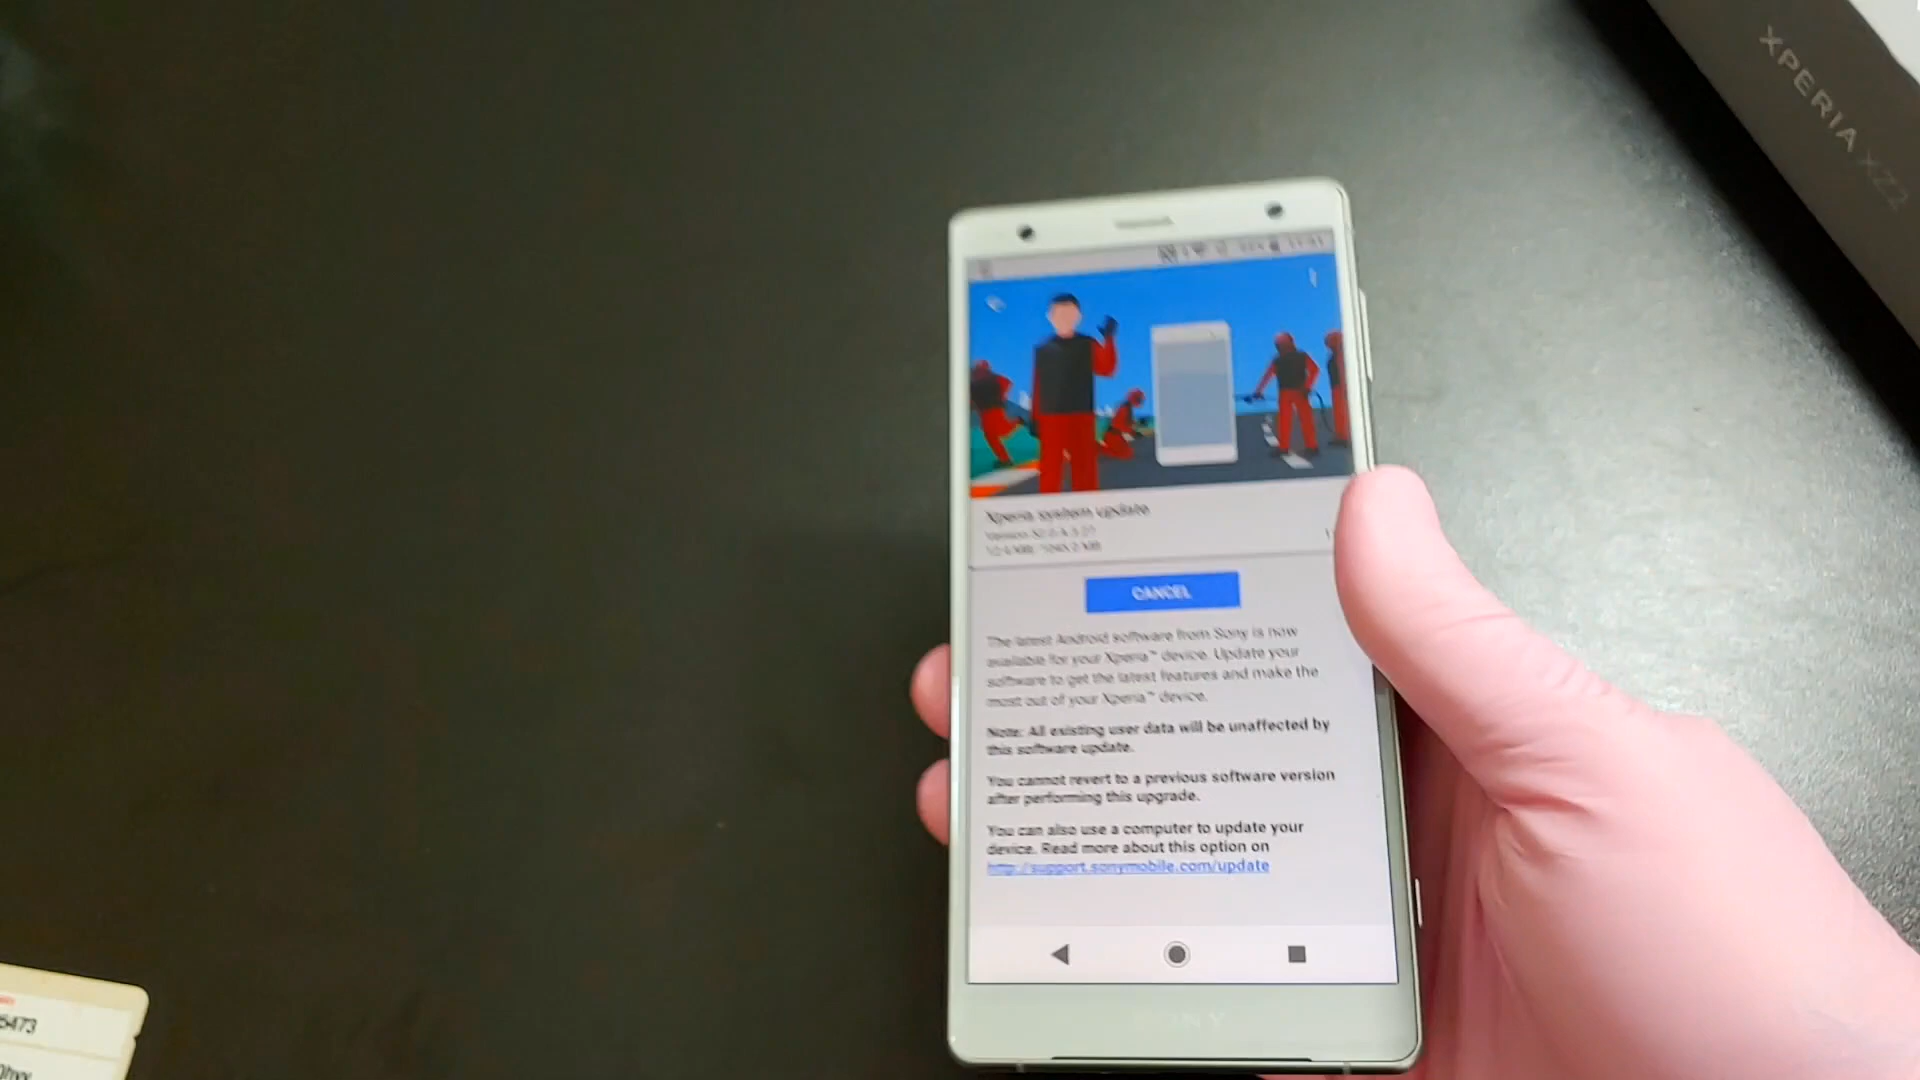 XPERIA XZ2
Xperia system update
CANCEL
The latest Android software from Sony is now
available for your Xperia™ device. Update your
software to get the latest features and make the
most out of your Xperia™ device.
Note: All existing user data will be unaffected by
this software update.
You cannot revert to a previous software version
after performing this upgrade.
You can also use a computer to update your
device. Read more about this option on
http://support.sonymobile.com/update
SONY
5473